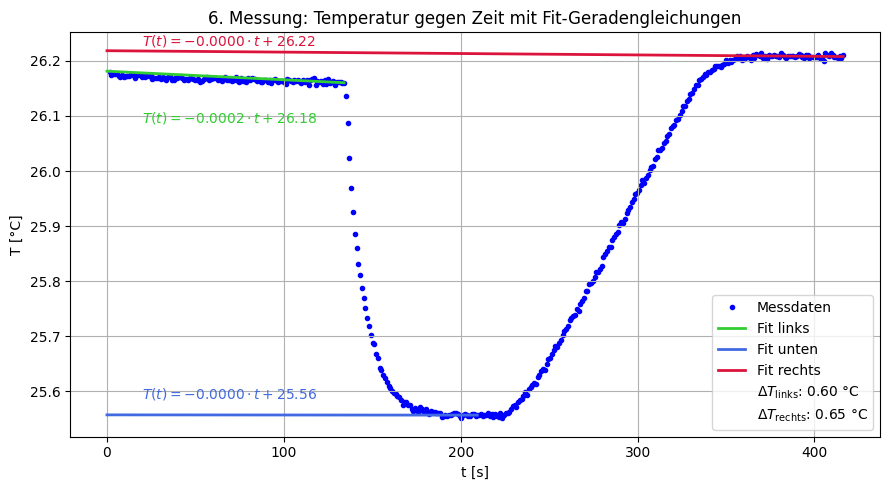 6. Messung: Temperatur gegen Zeit mit Fit-Geradengleichungen
T(t) = −0.0000 · t + 26.22
T(t) = −0.0002 · t + 26.18
T(t) = −0.0000 · t + 25.56
T [°C]
26.2
26.1
26.0
25.9
25.8
25.7
25.6
0
100
200
300
400
t [s]
Messdaten
Fit links
Fit unten
Fit rechts
ΔT_links: 0.60 °C
ΔT_rechts: 0.65 °C